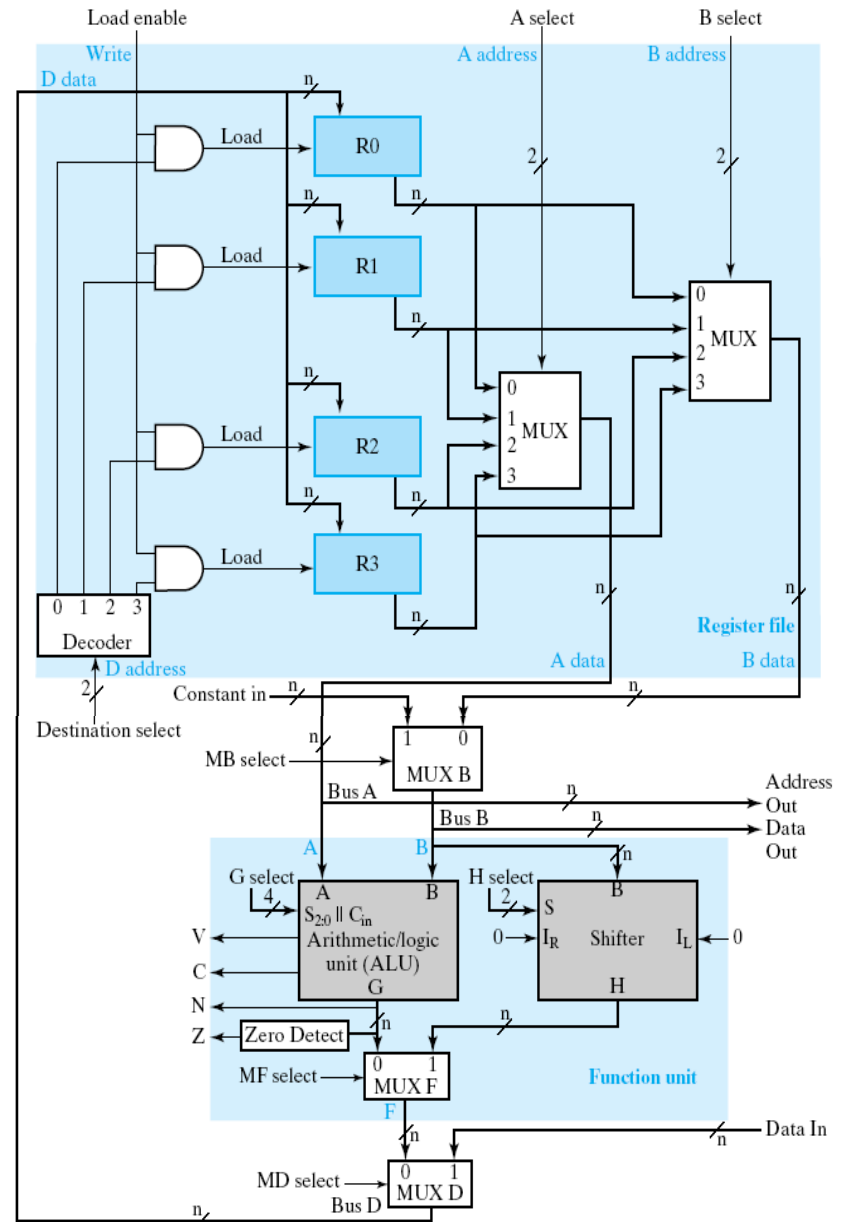 Load enable
A select
B select
Write
A address
B address
D data
n
Load
R0
2
2
n
n
Load
R1
0
n
1
MUX
2
n
0
3
1
Load
R2
MUX
2
n
3
n
Load
R3
n
n
n
0 1 2 3
Register file
Decoder
D address
A data
B data
2
Constant in
n
n
Destination select
n
1 0
MB select
MUX B
Address
Bus A
n
Out
Bus B
n
Data
Out
A
B
n
G select
H select
4
A
B
2
B
S2:0 || Cin
S
V
Arithmetic/logic
0
IR
Shifter
IL
0
unit (ALU)
C
G
H
N
n
n
Z
Zero Detect
0 1
MF select
MUX F
Function unit
F
n
Data In
n
0 1
MD select
MUX D
Bus D
n